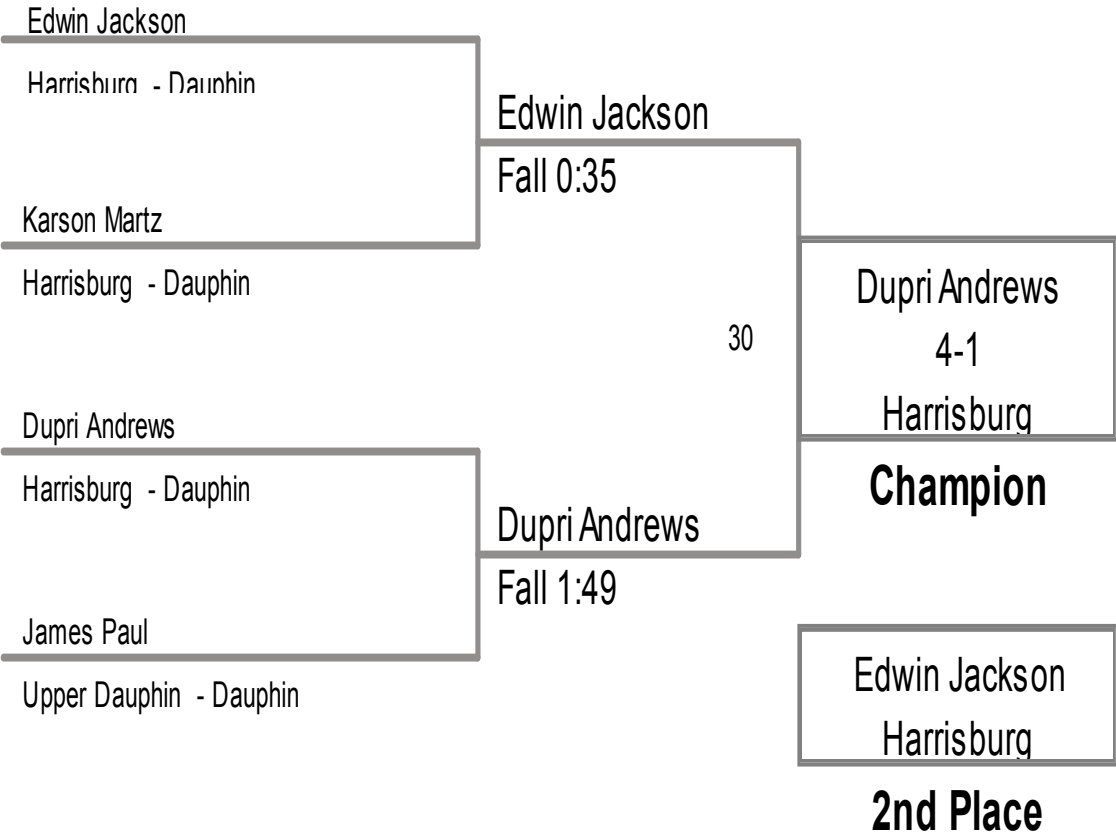 Edwin Jackson
Harrisburg - Dauphin
Edwin Jackson
Fall 0:35
Karson Martz
Harrisburg - Dauphin
Dupri Andrews
4-1
Harrisburg
Champion
30
Dupri Andrews
Harrisburg - Dauphin
Dupri Andrews
Fall 1:49
James Paul
Upper Dauphin - Dauphin
Edwin Jackson
Harrisburg
2nd Place